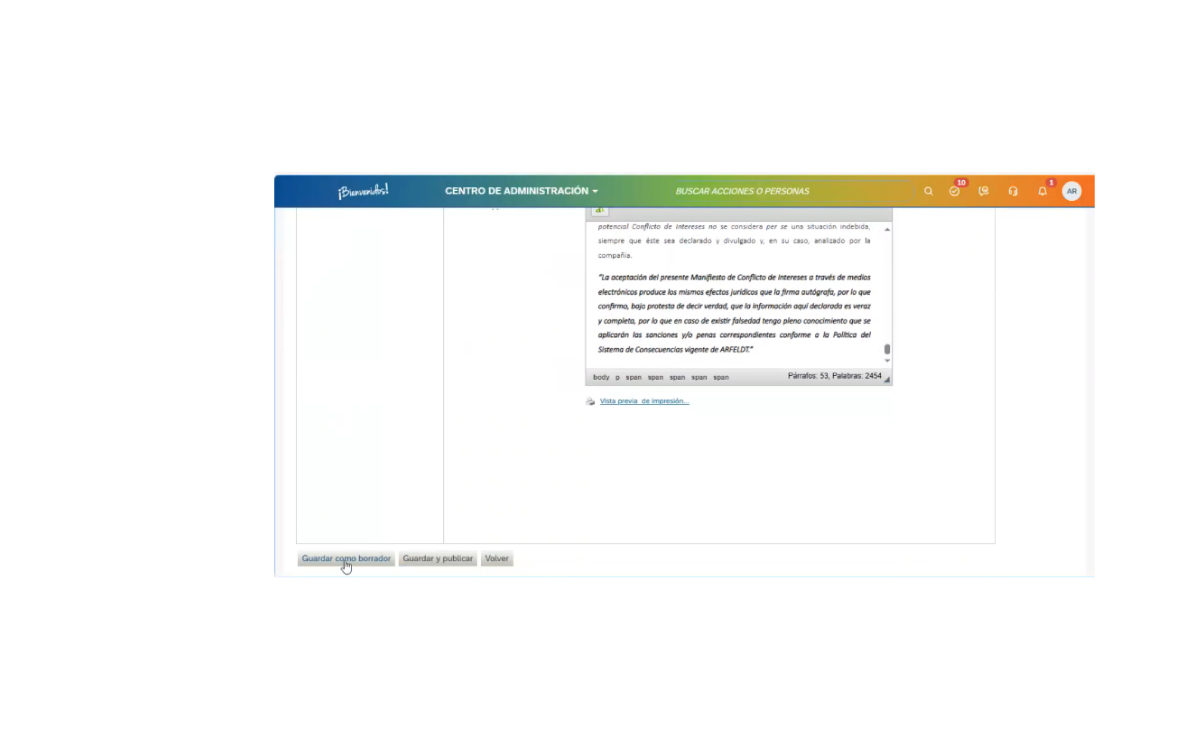 ¡Bienvenid@s!
CENTRO DE ADMINISTRACIÓN
BUSCAR ACCIONES O PERSONAS
10
1
AR
potencial Conflicto de Intereses no se considera per se una situación indebida,
siempre que éste sea declarado y divulgado y, en su caso, analizado por la
compañía.
"La aceptación del presente Manifiesto de Conflicto de Intereses a través de medios
electrónicos produce los mismos efectos jurídicos que la firma autógrafa, por lo que
confirmo, bajo protesta de decir verdad, que la información aquí declarada es veraz
y completa, por lo que en caso de existir falsedad tengo pleno conocimiento que se
aplicarán las sanciones y/o penas correspondientes conforme a la Política del
Sistema de Consecuencias vigente de ARFELDT."
body p span span span span span
Párrafos: 53, Palabras: 2454
Vista previa de impresión...
Guardar como borrador
Guardar y publicar
Volver